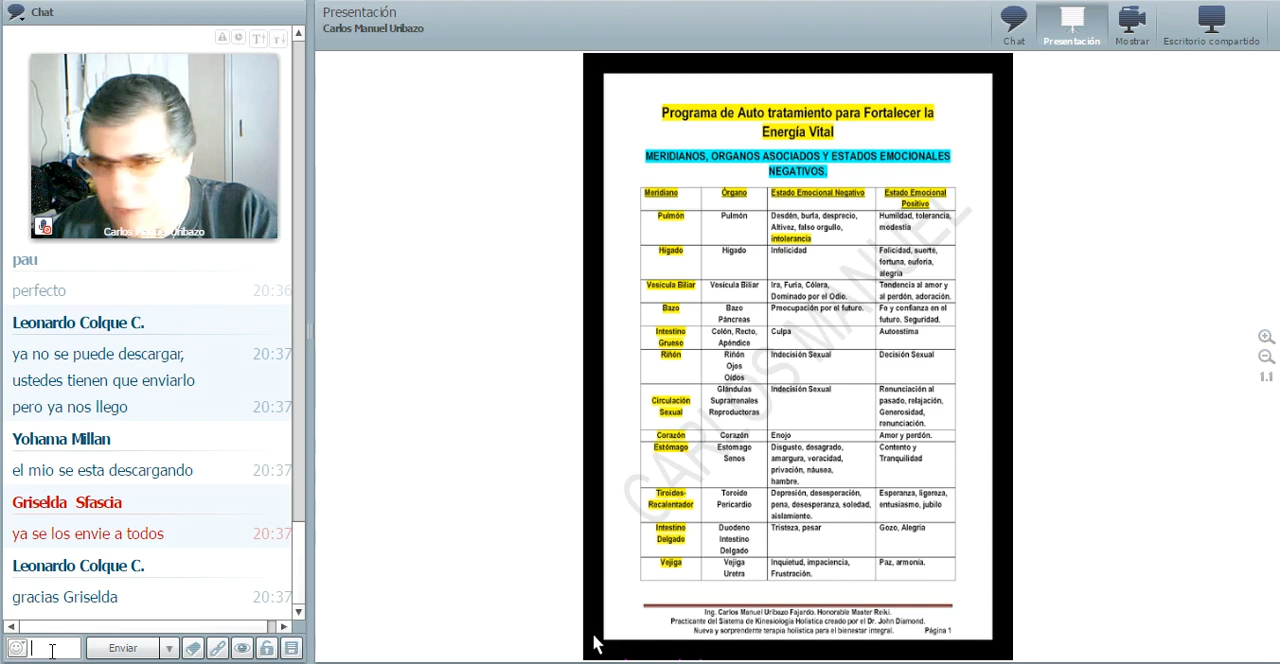 Chat
Carlos Manuel Uribazo
pau
perfecto 20:36
Leonardo Colque C.
ya no se puede descargar, 20:37
ustedes tienen que enviarlo
pero ya nos llego 20:37
Yohama Millan
el mio se esta descargando 20:37
Griselda Sfascia
ya se los envie a todos 20:37
Leonardo Colque C.
gracias Griselda 20:37
Enviar
Presentación
Carlos Manuel Uribazo
Chat Presentación Mostrar Escritorio compartido
1.1
Programa de Auto tratamiento para Fortalecer la
Energía Vital
MERIDIANOS, ORGANOS ASOCIADOS Y ESTADOS EMOCIONALES
NEGATIVOS.
Meridiano Órgano Estado Emocional Negativo Estado Emocional
Positivo
Pulmón Pulmón Desdén, burla, desprecio, Humildad, tolerancia,
Altivez, falso orgullo, modestia
intolerancia
Hígado Hígado Infelicidad Felicidad, suerte,
fortuna, euforia,
alegría
Vesícula Biliar Vesícula Biliar Ira, Furia, Cólera, Tendencia al amor y
Dominado por el Odio. al perdón, adoración.
Bazo Bazo Preocupación por el futuro. Fe y confianza en el
Páncreas futuro. Seguridad.
Intestino Colón, Recto, Culpa Autoestima
Grueso Apéndice
Riñón Riñón Indecisión Sexual Decisión Sexual
Ojos
Oídos
Glándulas Indecisión Sexual Renunciación al
Circulación Suprarrenales pasado, relajación,
Sexual Reproductoras Generosidad,
renunciación.
Corazón Corazón Enojo Amor y perdón.
Estómago Estomago Disgusto, desagrado, Contento y
Senos amargura, voracidad, Tranquilidad
privación, náusea,
hambre.
Tiroides- Toroido Depresión, desesperación, Esperanza, ligereza,
Recalentador Pericardio pena, desesperanza, soledad, entusiasmo, jubilo
aislamiento.
Intestino Duodeno Tristeza, pesar Gozo, Alegría
Delgado Intestino
Delgado
Vejiga Vejiga Inquietud, impaciencia, Paz, armonía.
Uretra Frustración.
CARLOS MANUEL
Ing. Carlos Manuel Uribazo Fajardo. Honorable Master Reiki.
Practicante del Sistema de Kinesiología Holística creado por el Dr. John Diamond.
Nueva y sorprendente terapia holística para el bienestar integral. Página 1